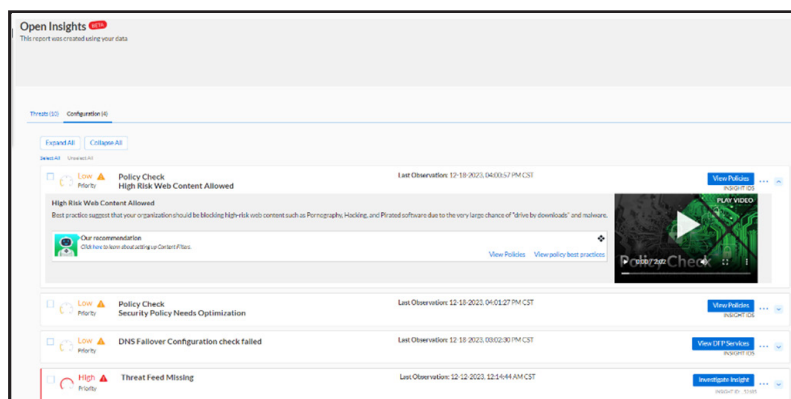 Open Insights BETA
This report was created using your data
Threats (10) Configuration (4)
Expand All Collapse All
Select All Unselect All
Low Priority
Policy Check
High Risk Web Content Allowed
Last Observation: 12-18-2023, 04:00:57 PM CST
View Policies
High Risk Web Content Allowed
Best practice suggest that your organization should be blocking high-risk web content such as Pornography, Hacking, and Pirated software due to the very large chance of "drive by downloads" and malware.
Our recommendation
Click here to learn about setting up Content Filters.
View Policies View policy best practices
PLAY VIDEO
Policy Check
0:00 / 2:02
Low Priority
Policy Check
Security Policy Needs Optimization
Last Observation: 12-18-2023, 04:01:27 PM CST
View Policies
Low Priority
DNS Failover Configuration check failed
Last Observation: 12-18-2023, 03:02:30 PM CST
View DFP Services
High Priority
Threat Feed Missing
Last Observation: 12-12-2023, 12:14:44 AM CST
Investigate Insight